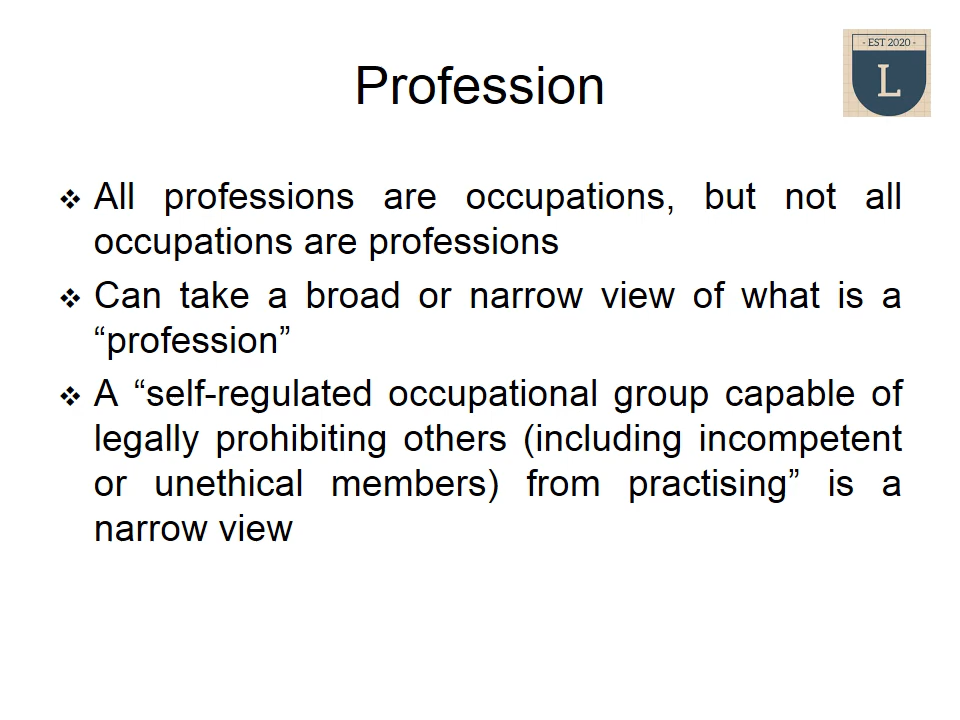 - EST 2020 -
L
Profession
❖ All professions are occupations, but not all
occupations are professions
❖ Can take a broad or narrow view of what is a
“profession”
❖ A “self-regulated occupational group capable of
legally prohibiting others (including incompetent
or unethical members) from practising” is a
narrow view